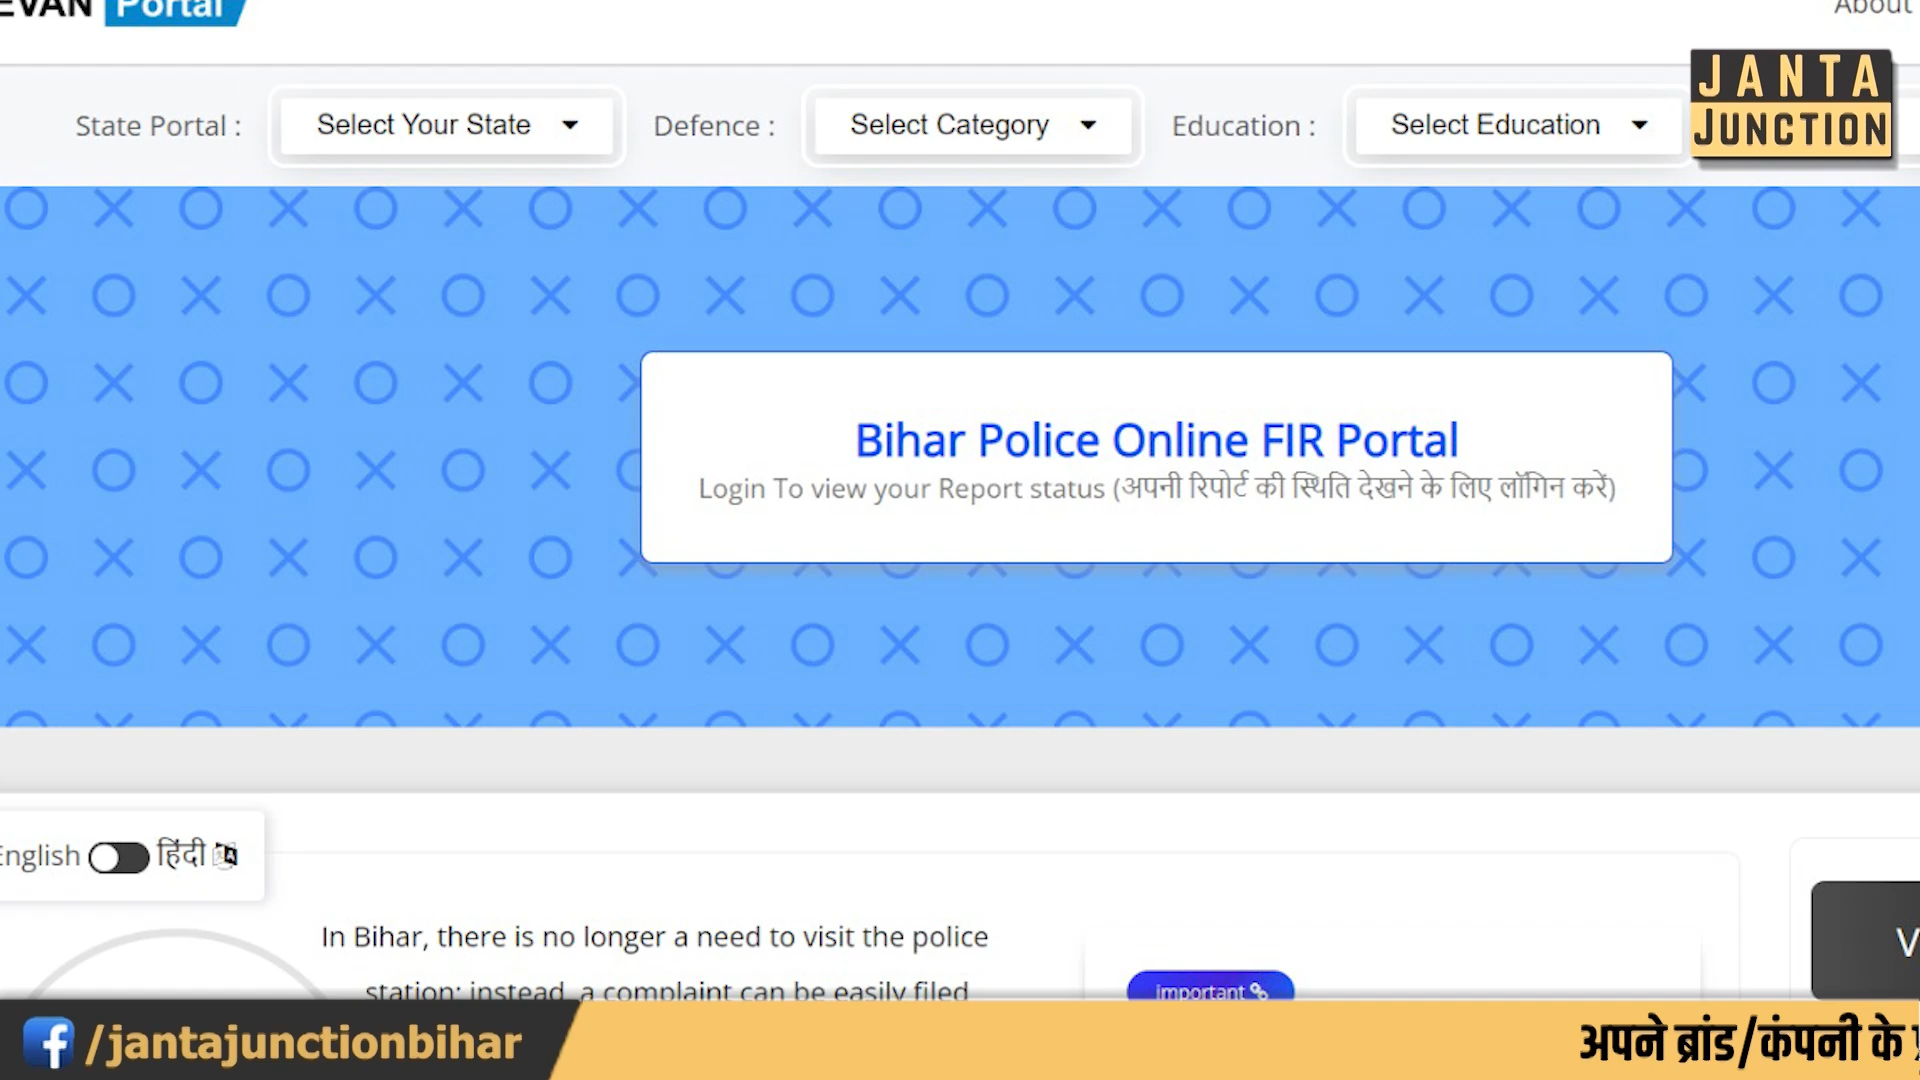 Portal
About
State Portal :
Select Your State
Defence :
Select Category
Education :
Select Education
JANTA
JUNCTION
Bihar Police Online FIR Portal
Login To view your Report status (अपनी रिपोर्ट की स्थिति देखने के लिए लॉगिन करें)
English
हिंदी
In Bihar, there is no longer a need to visit the police
station; instead, a complaint can be easily filed
important
V
/jantajunctionbihar
अपने ब्रांड/कंपनी के